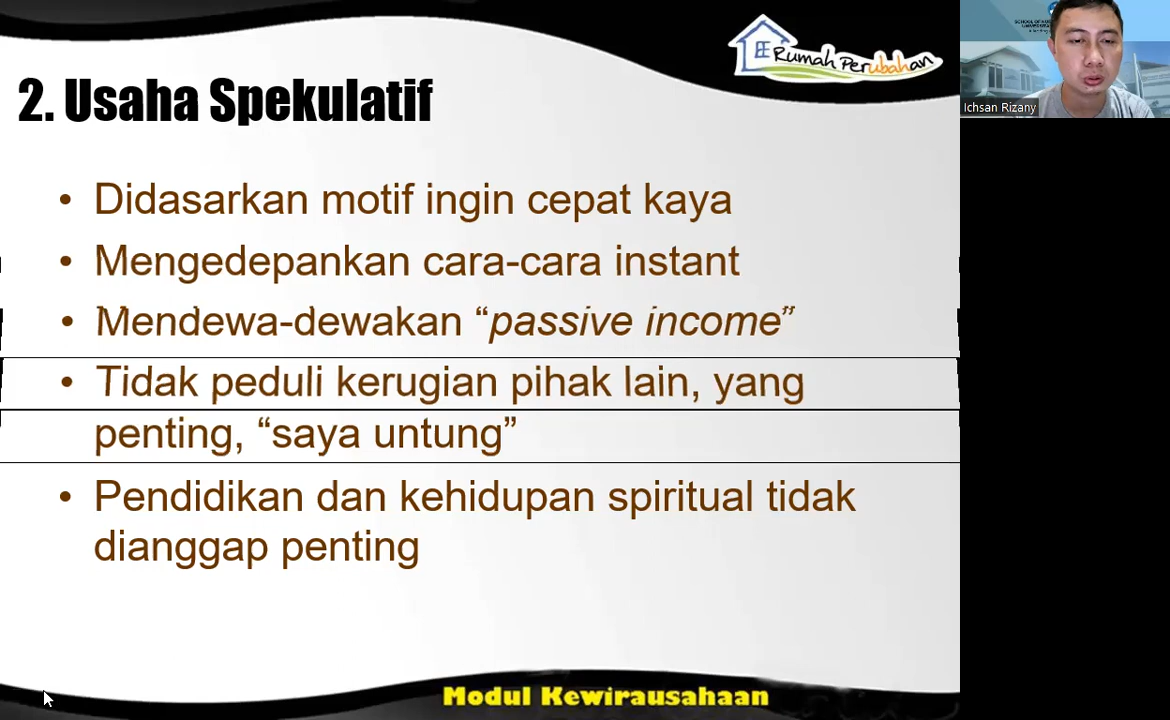 Rumah Perubahan
2. Usaha Spekulatif
• Didasarkan motif ingin cepat kaya
• Mengedepankan cara-cara instant
• Mendewa-dewakan “passive income”
• Tidak peduli kerugian pihak lain, yang
penting, “saya untung”
• Pendidikan dan kehidupan spiritual tidak
dianggap penting
Modul Kewirausahaan
Ichsan Rizany